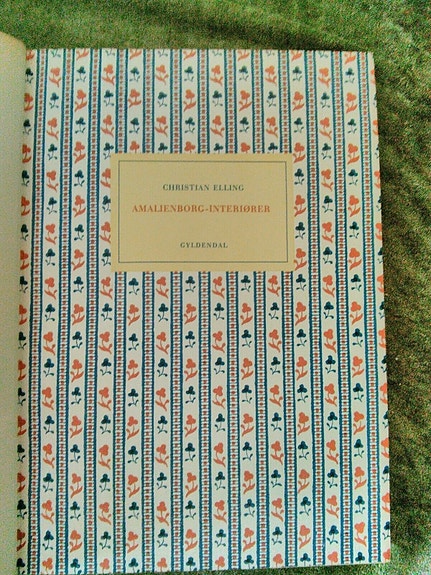 CHRISTIAN ELLING
AMALIENBORG-INTERIØRER
GYLDENDAL